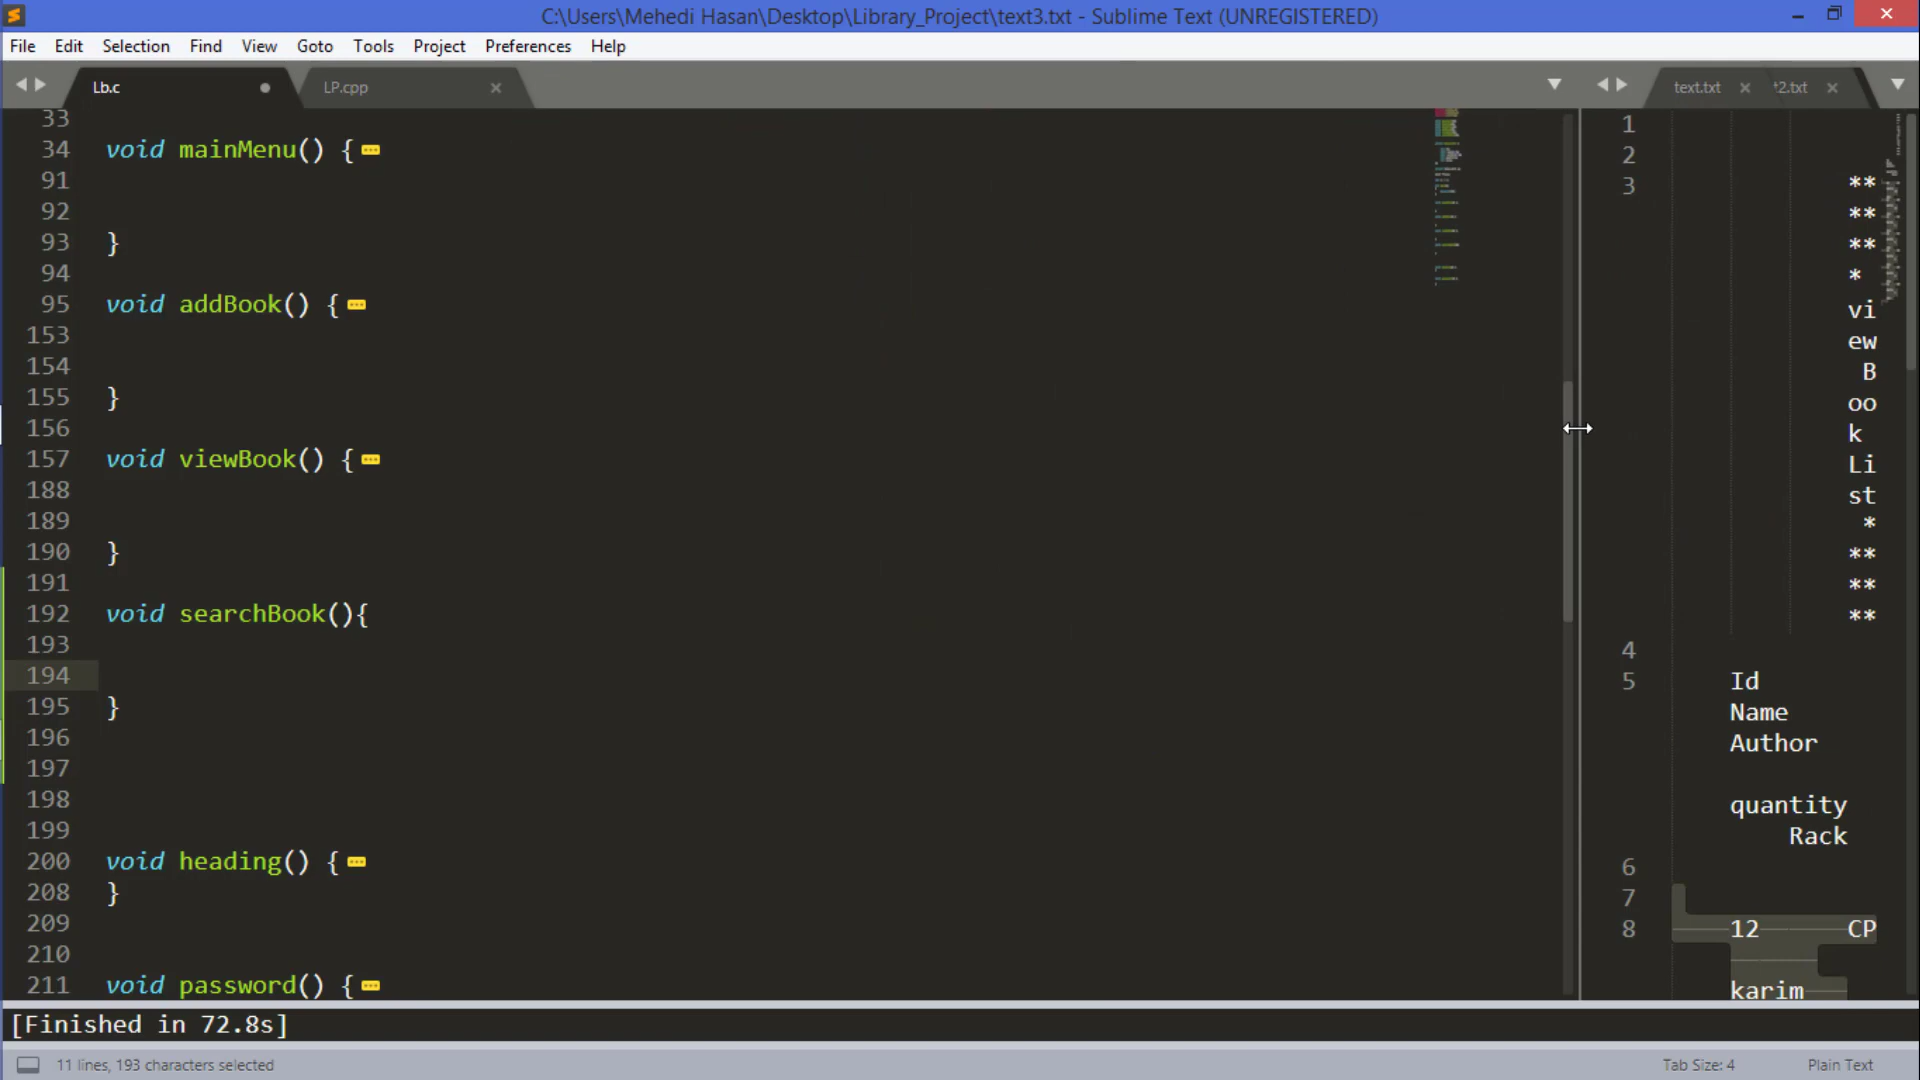 C:\Users\Mehedi Hasan\Desktop\Library_Project\text3.txt - Sublime Text (UNREGISTERED)
File Edit Selection Find View Goto Tools Project Preferences Help
Lb.c LP.cpp text.txt t2.txt
33
34 void mainMenu() {
91
92
93 }
94
95 void addBook() {
153
154
155 }
156
157 void viewBook() {
188
189
190 }
191
192 void searchBook(){
193
194
195 }
196
197
198
199
200 void heading() {
208 }
209
210
211 void password() {
1
2
3
**
**
**
*
vi
ew
B
oo
k
Li
st
*
**
**
**
4
5 Id
Name
Author
quantity
Rack
6
7
8 12 CP
karim
[Finished in 72.8s]
11 lines, 193 characters selected Tab Size: 4 Plain Text